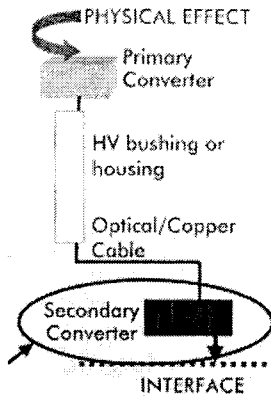 PHYSICAL EFFECT
Primary
Converter
HV bushing or
housing
Optical/Copper
Cable
Secondary
Converter
INTERFACE